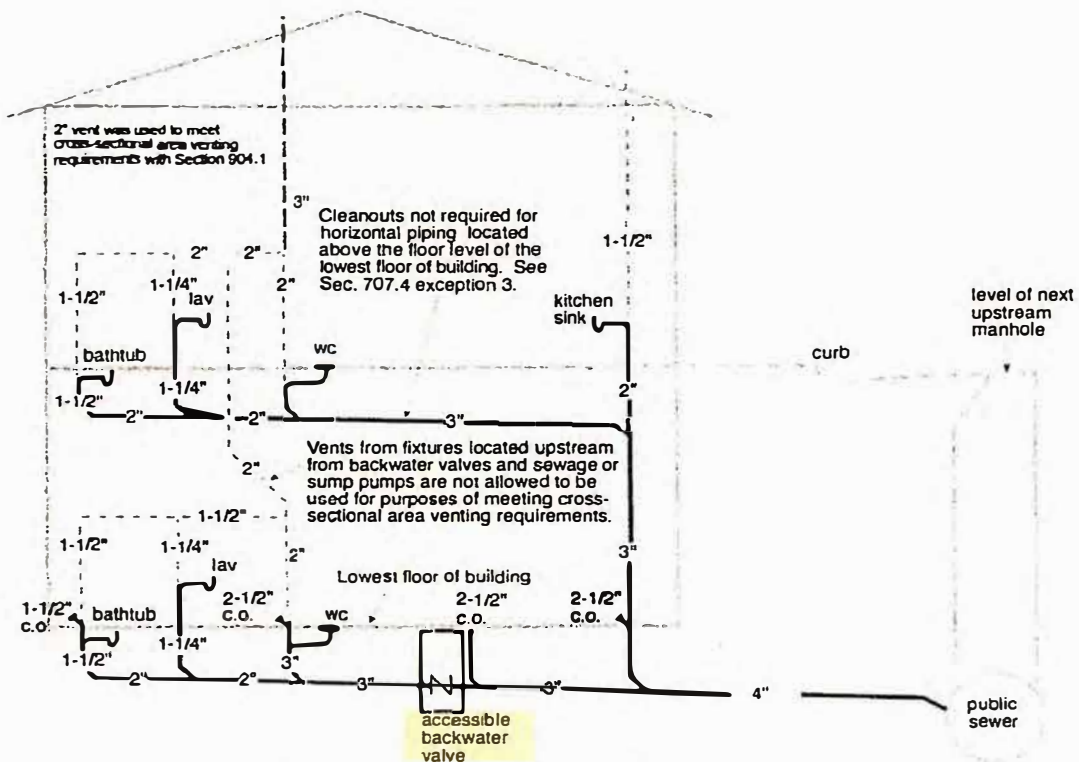 2" vent was used to meet
cross-sectional area venting
requirements with Section 904.1
3"
Cleanouts not required for
horizontal piping located
above the floor level of the
lowest floor of building. See
Sec. 707.4 exception 3.
1-1/2"
2"
2"
2"
1-1/2"
1-1/4"
lav
kitchen
sink
level of next
upstream
manhole
bathtub
wc
curb
1-1/2"
1-1/4"
2"
2"
2"
3"
Vents from fixtures located upstream
from backwater valves and sewage or
sump pumps are not allowed to be
used for purposes of meeting cross-
sectional area venting requirements.
2"
1-1/2"
1-1/2"
1-1/4"
2"
3"
lav
Lowest floor of building
1-1/2"
c.o.
bathtub
2-1/2"
c.o.
wc
2-1/2"
c.o.
2-1/2"
c.o.
1-1/2"
1-1/4"
3"
2"
2"
3"
3"
4"
public
sewer
accessible
backwater
valve